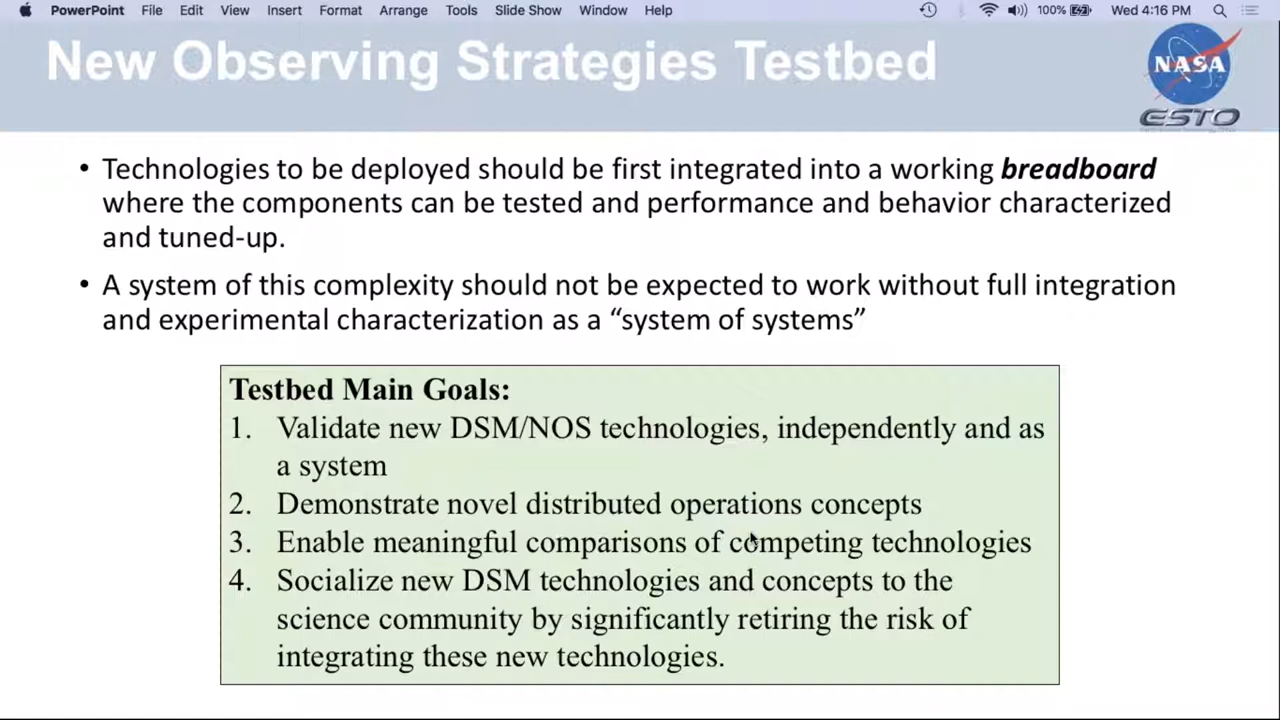 PowerPoint File Edit View Insert Format Arrange Tools Slide Show Window Help 100% Wed 4:16 PM
New Observing Strategies Testbed
NASA
ESTO
• Technologies to be deployed should be first integrated into a working breadboard
where the components can be tested and performance and behavior characterized
and tuned-up.
• A system of this complexity should not be expected to work without full integration
and experimental characterization as a “system of systems”
Testbed Main Goals:
1. Validate new DSM/NOS technologies, independently and as
a system
2. Demonstrate novel distributed operations concepts
3. Enable meaningful comparisons of competing technologies
4. Socialize new DSM technologies and concepts to the
science community by significantly retiring the risk of
integrating these new technologies.